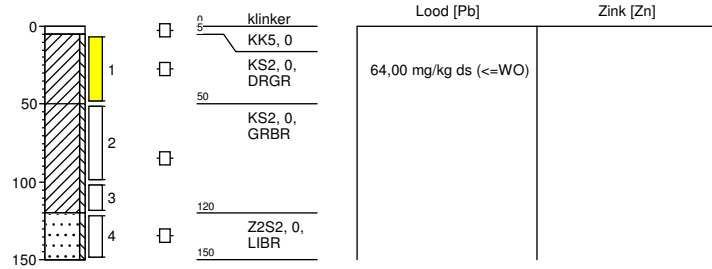 Lood [Pb]
Zink [Zn]
0
0
klinker
5
KK5, 0
1
KS2, 0,
DRGR
64,00 mg/kg ds (<=WO)
50
50
KS2, 0,
GRBR
2
100
3
120
4
Z2S2, 0,
LIBR
150
150